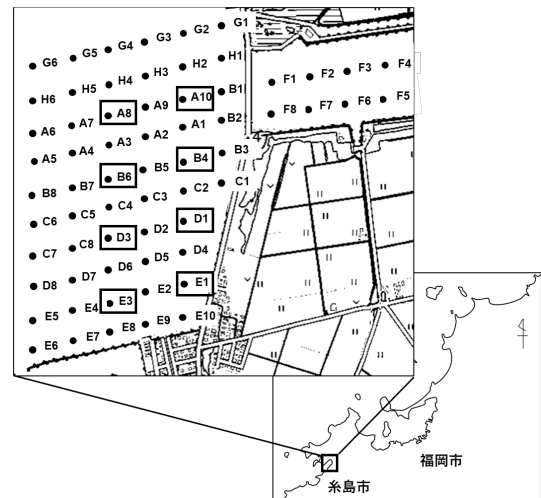 G6 G5 G4 G3 G2 G1
H6 H5 H4 H3 H2 H1
A6 A7 A8 A9 A10 B1
A5 A4 A3 A2 A1 B2
B8 B7 B6 B5 B4 B3
C6 C5 C4 C3 C2 C1
C7 C8 D3 D2 D1
D8 D7 D6 D5 D4
E5 E4 E3 E2 E1
E6 E7 E8 E9 E10
F1 F2 F3 F4
F8 F7 F6 F5
福岡市
糸島市